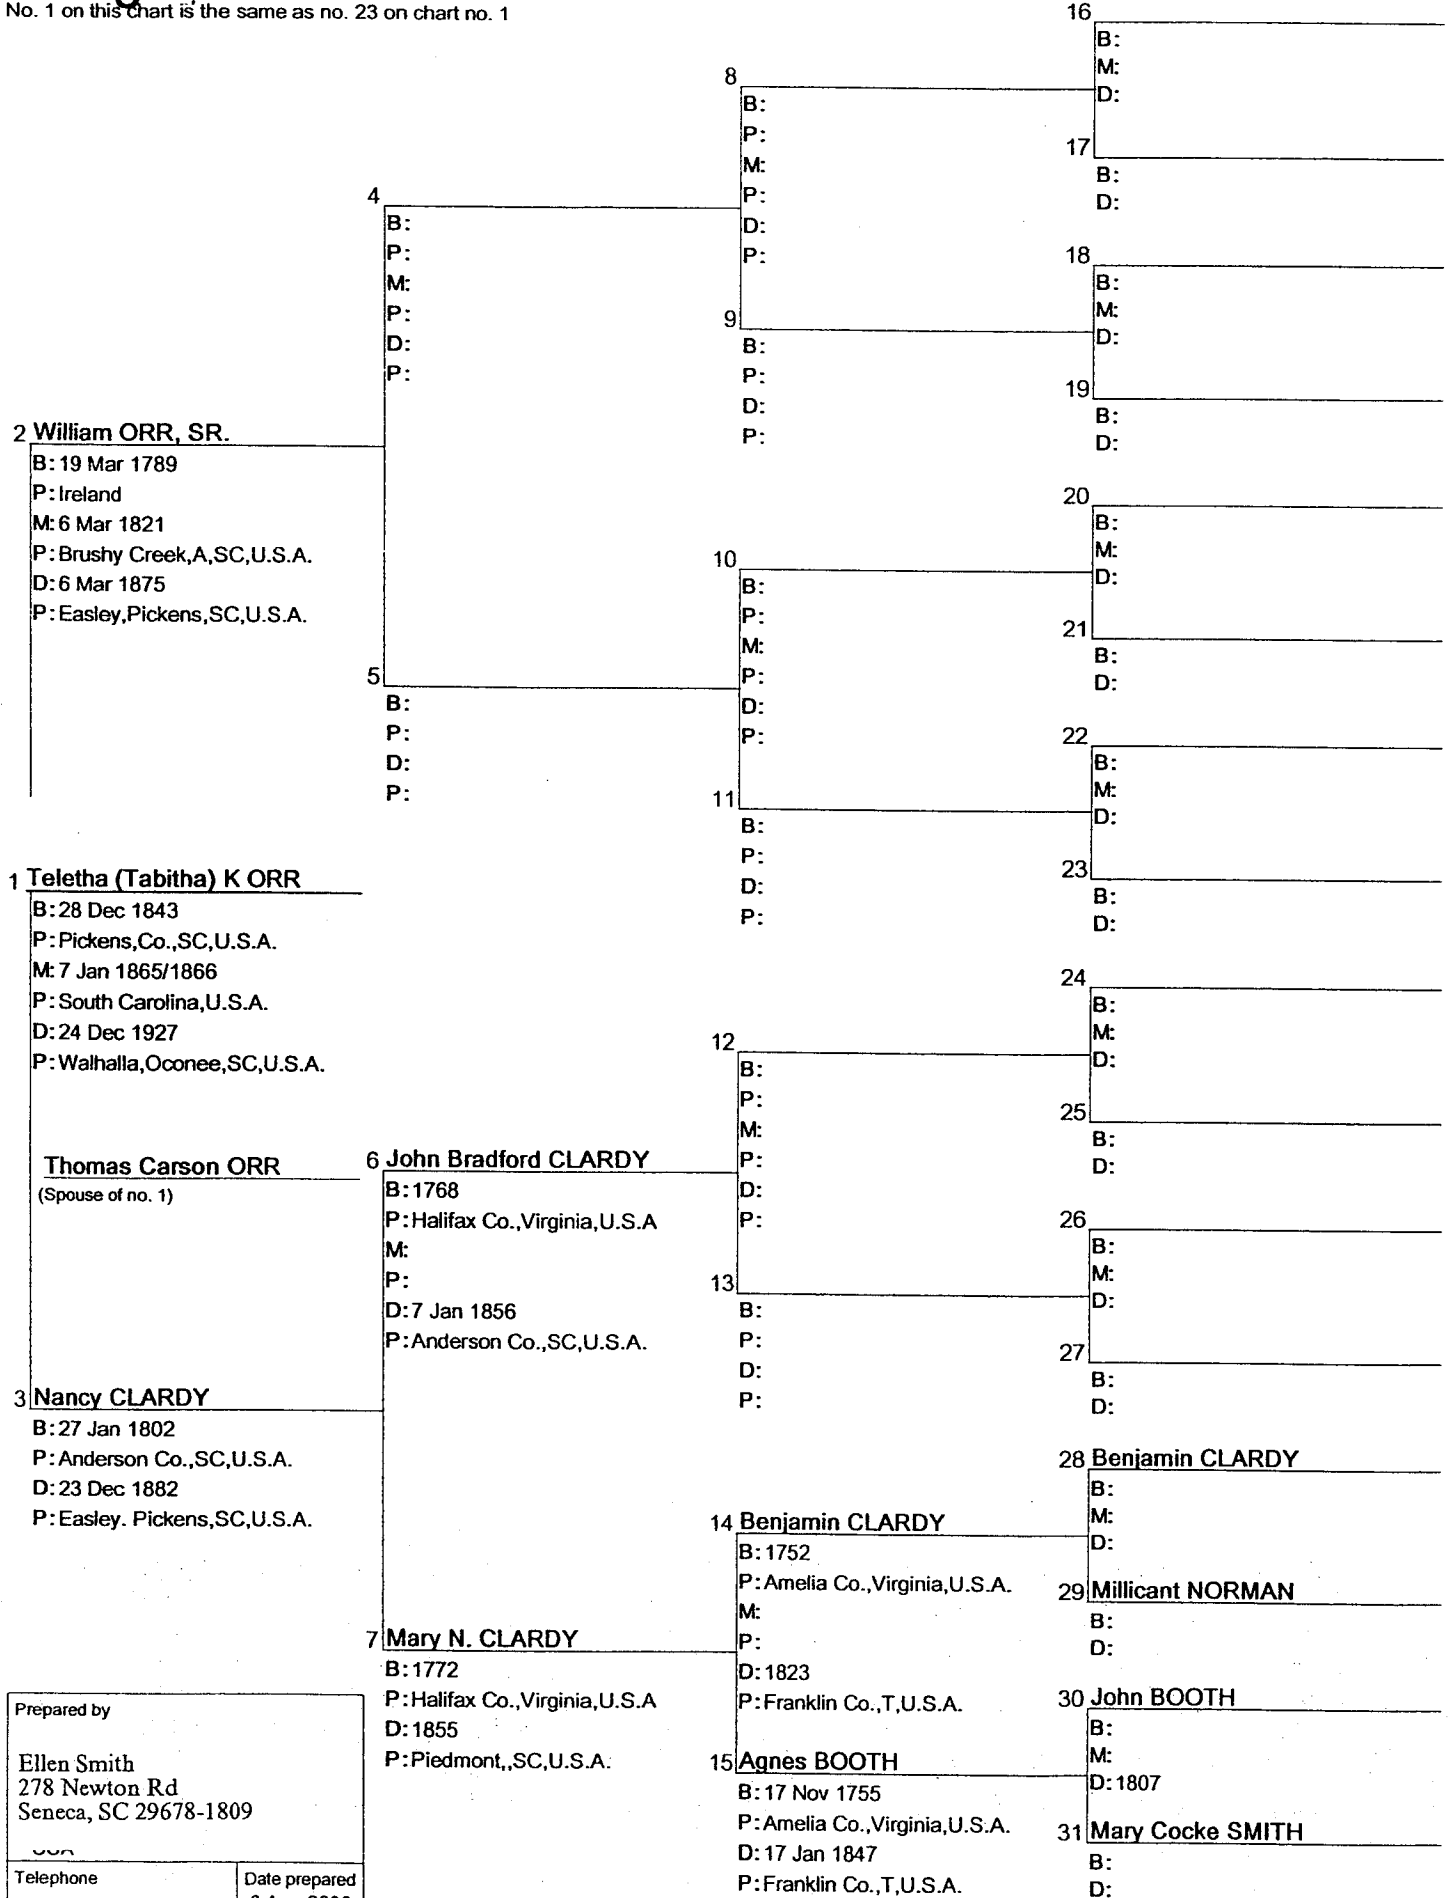 No. 1 on this chart is the same as no. 23 on chart no. 1
2 William ORR, SR.
B: 19 Mar 1789
P: Ireland
M: 6 Mar 1821
P: Brushy Creek,A,SC,U.S.A.
D: 6 Mar 1875
P: Easley,Pickens,SC,U.S.A.
1 Teletha (Tabitha) K ORR
B: 28 Dec 1843
P: Pickens,Co.,SC,U.S.A.
M: 7 Jan 1865/1866
P: South Carolina,U.S.A.
D: 24 Dec 1927
P: Walhalla,Oconee,SC,U.S.A.
Thomas Carson ORR
(Spouse of no. 1)
3 Nancy CLARDY
B: 27 Jan 1802
P: Anderson Co.,SC,U.S.A.
D: 23 Dec 1882
P: Easley. Pickens,SC,U.S.A.
Prepared by
Ellen Smith
278 Newton Rd
Seneca, SC 29678-1809
Telephone
Date prepared
4
B:
P:
M:
P:
D:
P:
5
B:
P:
D:
P:
6 John Bradford CLARDY
B: 1768
P: Halifax Co.,Virginia,U.S.A
M:
P:
D: 7 Jan 1856
P: Anderson Co.,SC,U.S.A.
7 Mary N. CLARDY
B: 1772
P: Halifax Co.,Virginia,U.S.A
D: 1855
P: Piedmont,,SC,U.S.A.
8
B:
P:
M:
P:
D:
P:
9
B:
P:
D:
P:
10
B:
P:
M:
P:
D:
P:
11
B:
P:
D:
P:
12
B:
P:
M:
P:
D:
P:
13
B:
P:
D:
P:
14 Benjamin CLARDY
B: 1752
P: Amelia Co.,Virginia,U.S.A.
M:
P:
D: 1823
P: Franklin Co.,T,U.S.A.
15 Agnes BOOTH
B: 17 Nov 1755
P: Amelia Co.,Virginia,U.S.A.
D: 17 Jan 1847
P: Franklin Co.,T,U.S.A.
16
B:
M:
D:
17
B:
D:
18
B:
M:
D:
19
B:
D:
20
B:
M:
D:
21
B:
D:
22
B:
M:
D:
23
B:
D:
24
B:
M:
D:
25
B:
D:
26
B:
M:
D:
27
B:
D:
28 Benjamin CLARDY
B:
M:
D:
29 Millicant NORMAN
B:
D:
30 John BOOTH
B:
M:
D: 1807
31 Mary Cocke SMITH
B:
D: